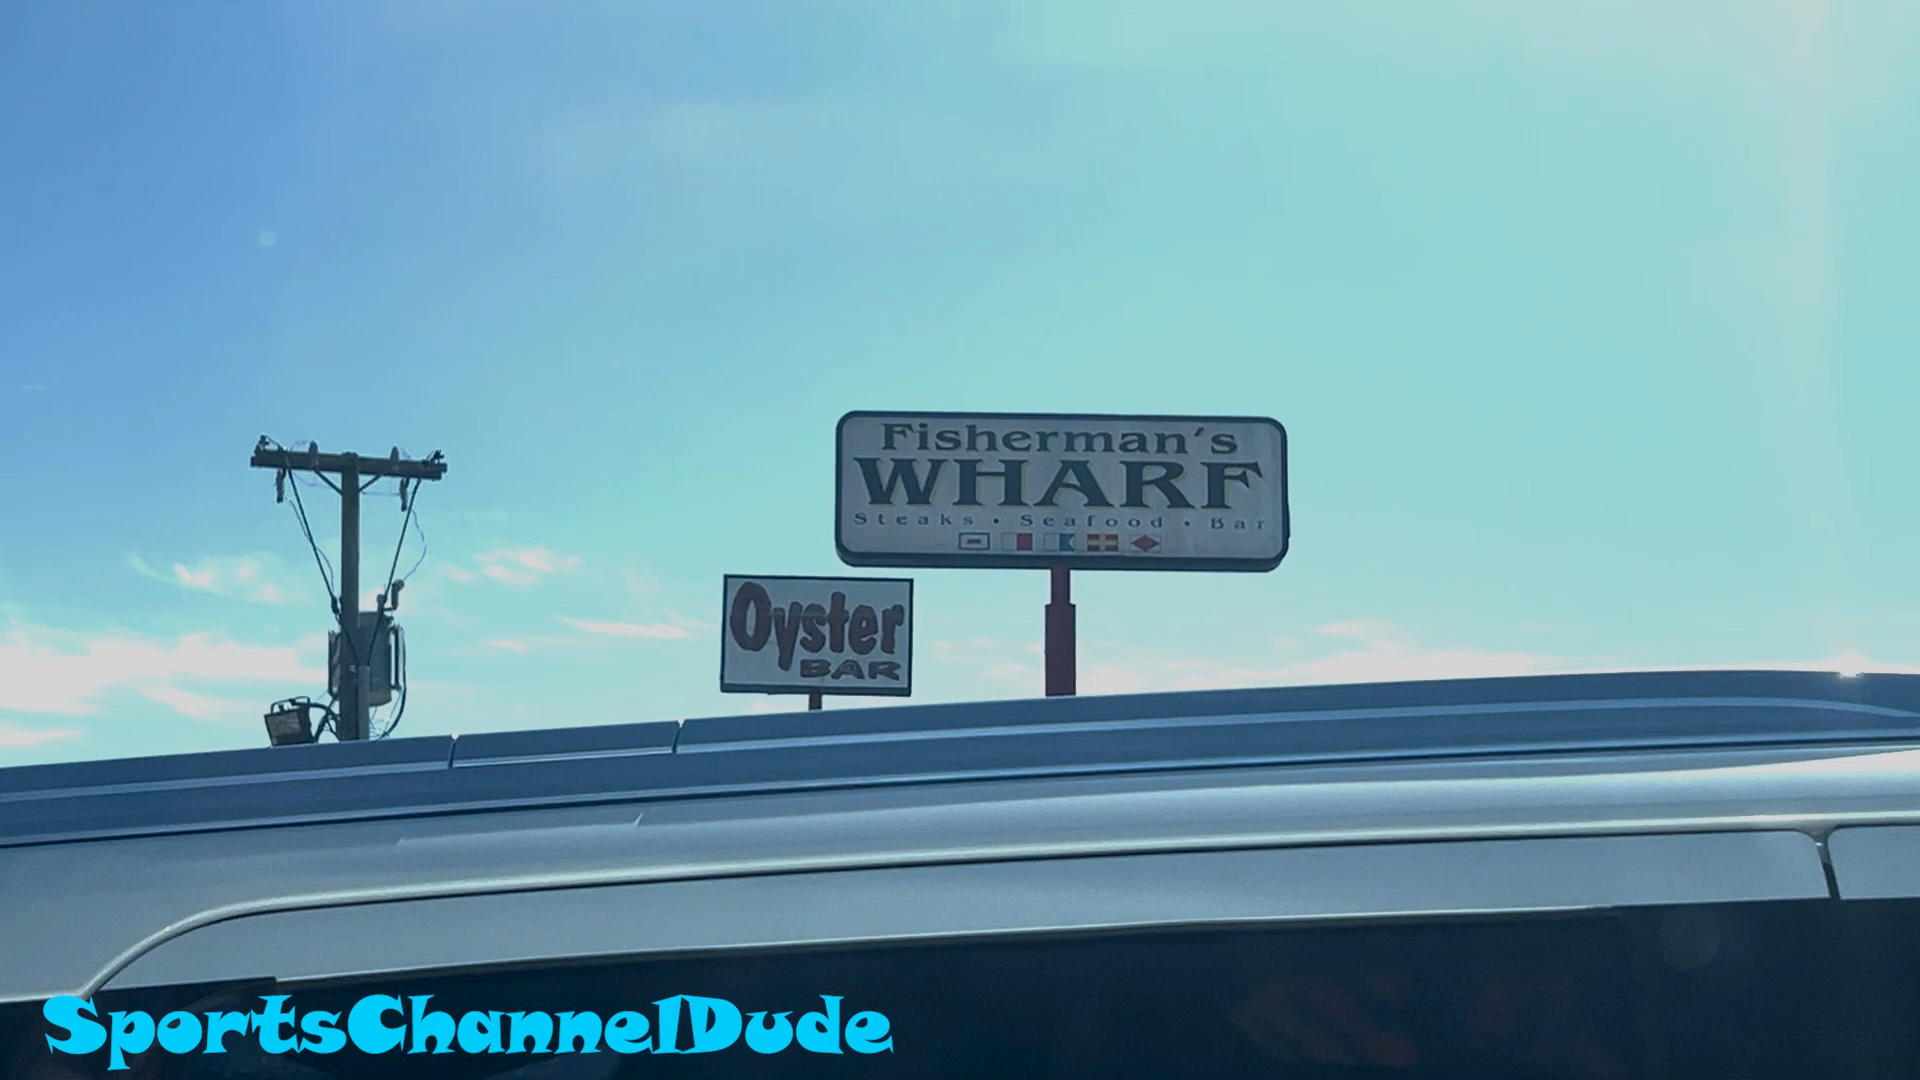 Fisherman's
WHARF
Steaks • Seafood • Bar
Oyster
BAR
SportsChannelDude